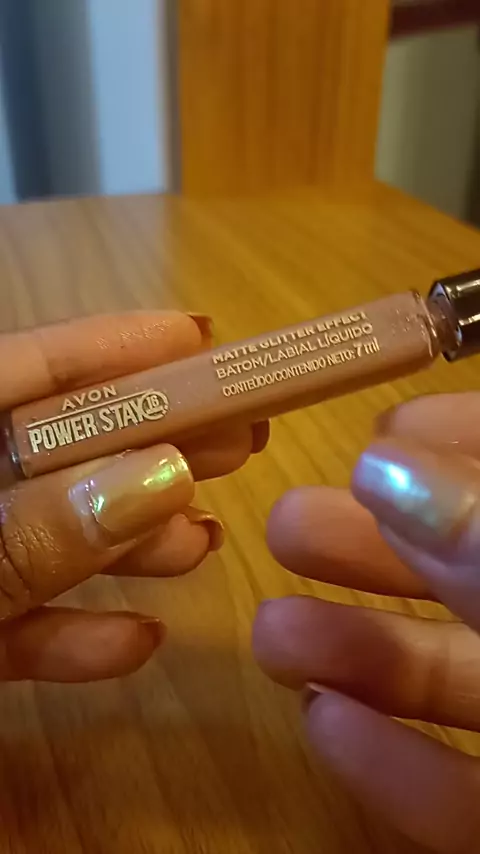 AVON
POWER STAY 16
MATTE GLITTER EFFECT
BATOM/LABIAL LÍQUIDO
CONTEÚDO/CONTENIDO NETO: 7 ml